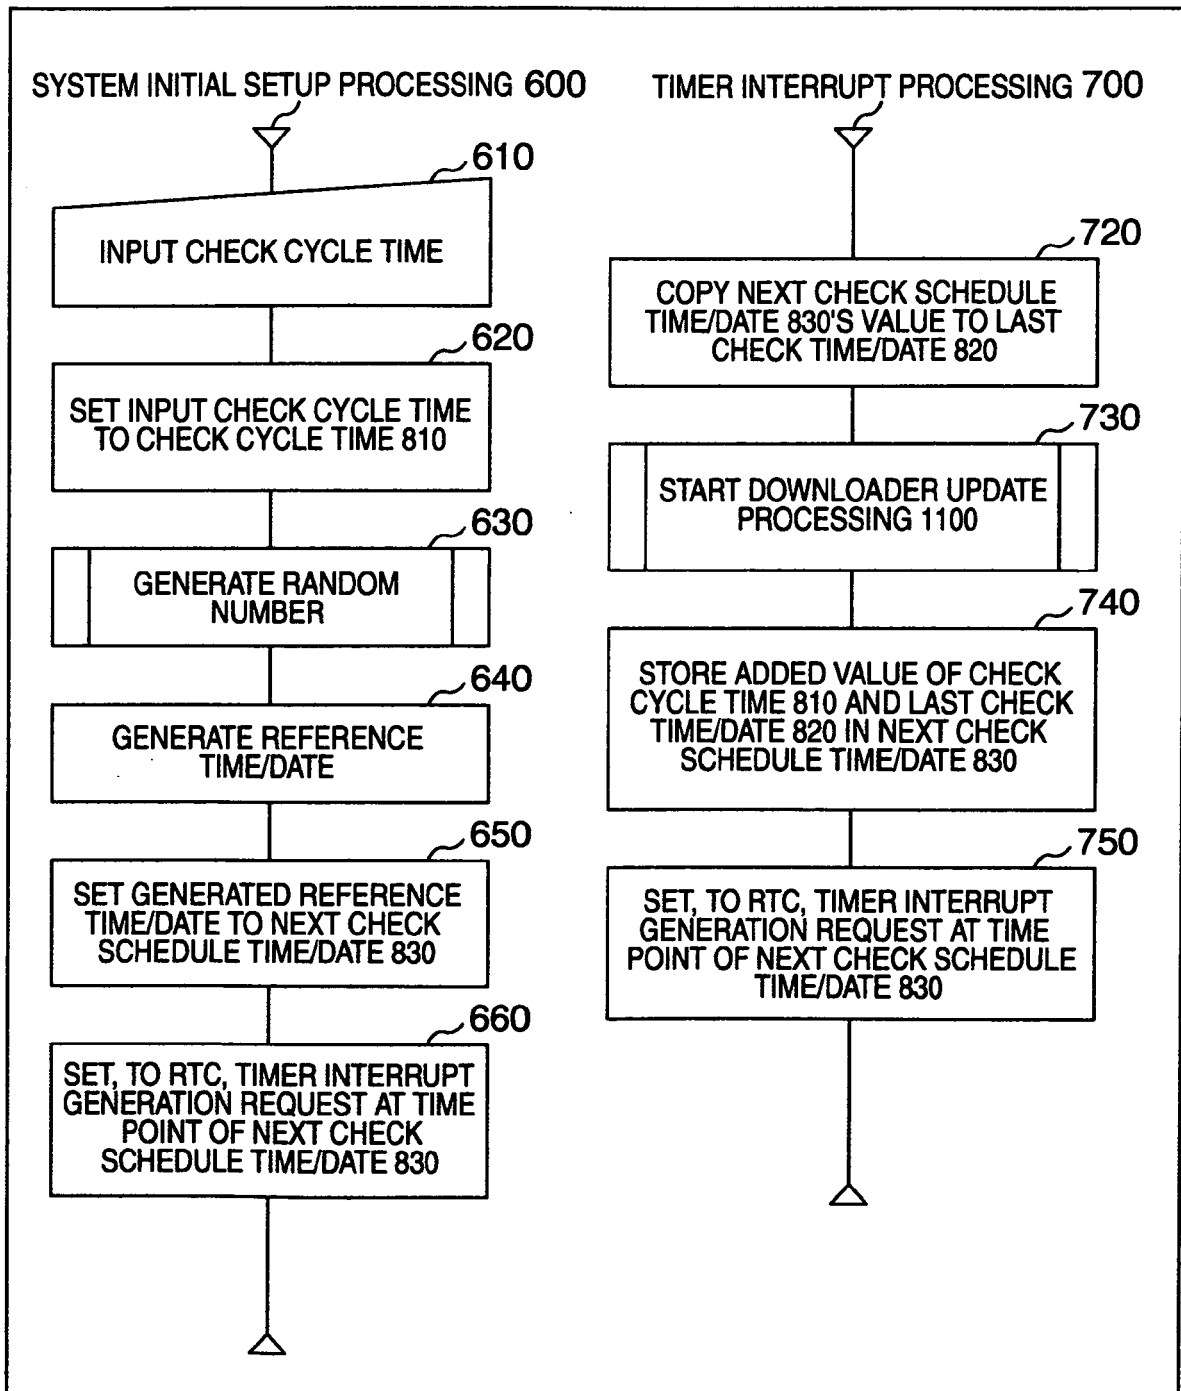 SYSTEM INITIAL SETUP PROCESSING 600
610
INPUT CHECK CYCLE TIME
620
SET INPUT CHECK CYCLE TIME
TO CHECK CYCLE TIME 810
630
GENERATE RANDOM
NUMBER
640
GENERATE REFERENCE
TIME/DATE
650
SET GENERATED REFERENCE
TIME/DATE TO NEXT CHECK
SCHEDULE TIME/DATE 830
660
SET, TO RTC, TIMER INTERRUPT
GENERATION REQUEST AT TIME
POINT OF NEXT CHECK
SCHEDULE TIME/DATE 830
TIMER INTERRUPT PROCESSING 700
720
COPY NEXT CHECK SCHEDULE
TIME/DATE 830'S VALUE TO LAST
CHECK TIME/DATE 820
730
START DOWNLOADER UPDATE
PROCESSING 1100
740
STORE ADDED VALUE OF CHECK
CYCLE TIME 810 AND LAST CHECK
TIME/DATE 820 IN NEXT CHECK
SCHEDULE TIME/DATE 830
750
SET, TO RTC, TIMER INTERRUPT
GENERATION REQUEST AT TIME
POINT OF NEXT CHECK SCHEDULE
TIME/DATE 830